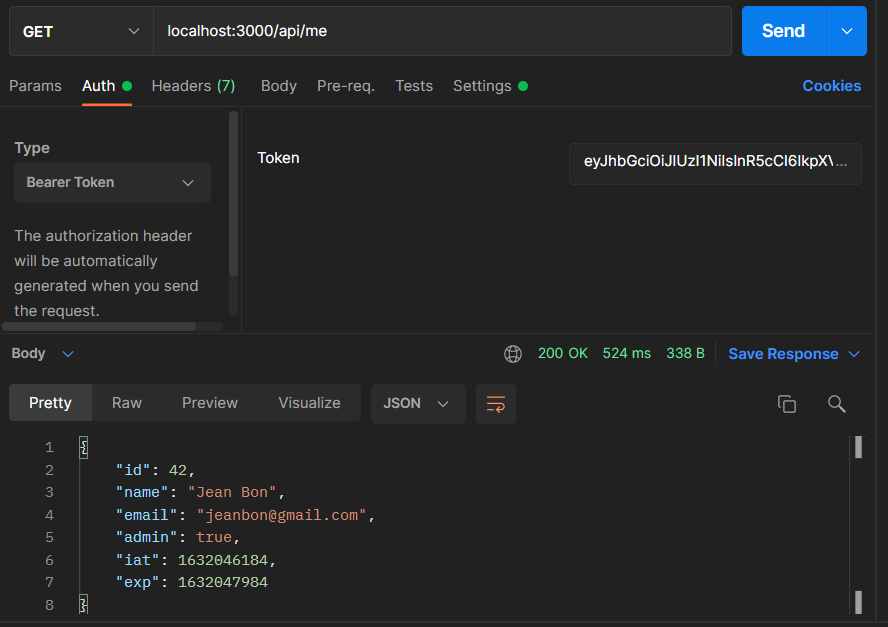 GET localhost:3000/api/me Send
Params Auth Headers (7) Body Pre-req. Tests Settings Cookies
Type
Bearer Token
The authorization header
will be automatically
generated when you send
the request.
Token eyJhbGciOiJIUzI1NiIsInR5cCI6IkpXV...
Body 200 OK 524 ms 338 B Save Response
Pretty Raw Preview Visualize JSON
1 {
2 "id": 42,
3 "name": "Jean Bon",
4 "email": "jeanbon@gmail.com",
5 "admin": true,
6 "iat": 1632046184,
7 "exp": 1632047984
8 }